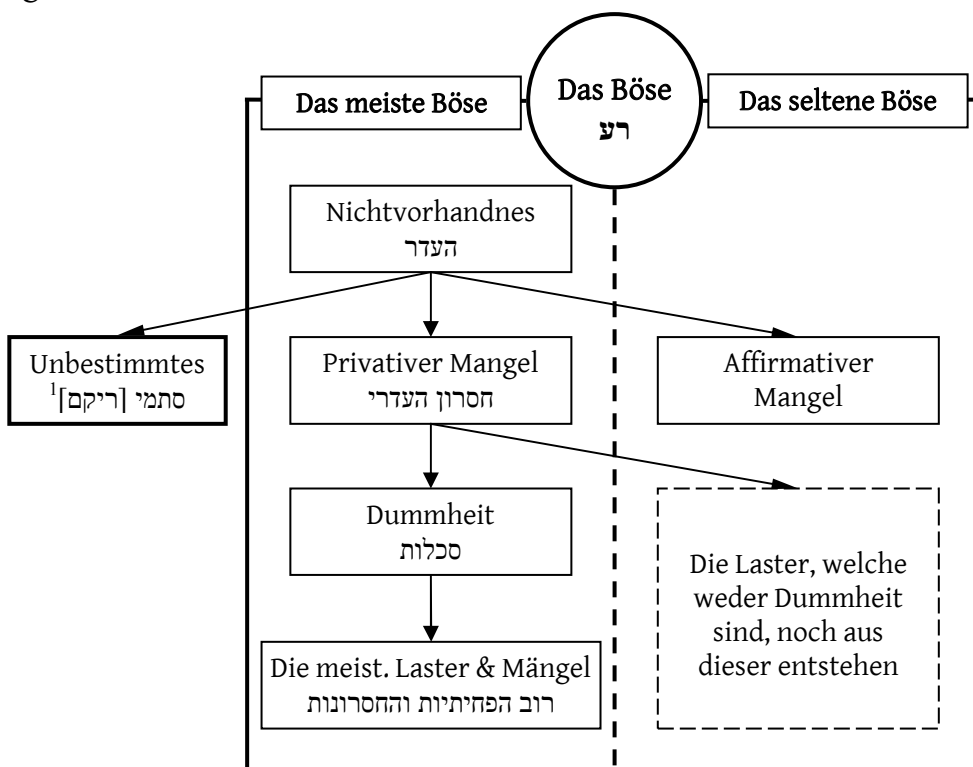 Das meiste Böse
Das Böse
רע
Das seltene Böse
Nichtvorhandnes
העדר
Unbestimmtes
סתמי [ריקם]1
Privativer Mangel
חסרון העדרי
Affirmativer
Mangel
Dummheit
סכלות
Die Laster, welche
weder Dummheit
sind, noch aus
dieser entstehen
Die meist. Laster & Mängel
רוב הפחיתיות והחסרונות